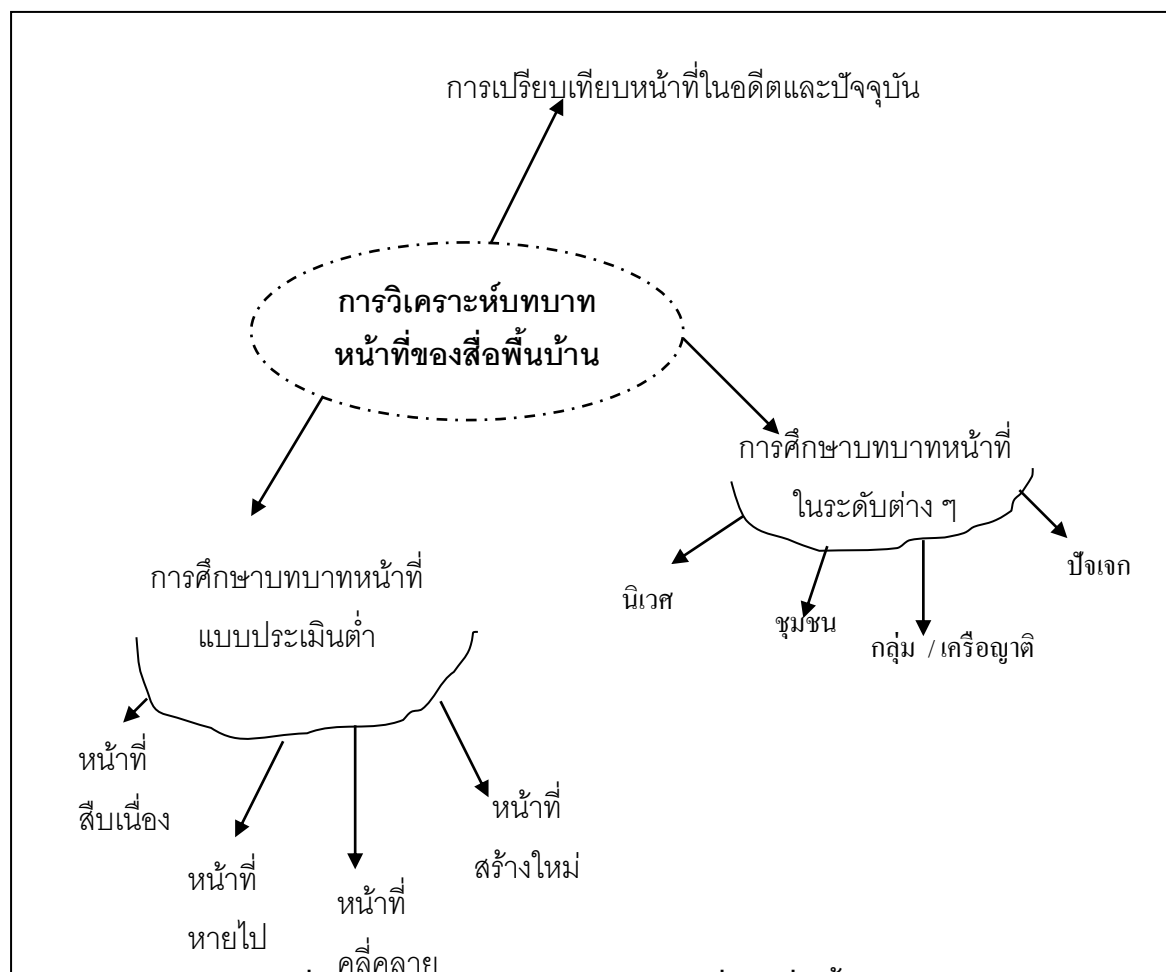 การเปรียบเทียบหน้าที่ในอดีตและปัจจุบัน
การวิเคราะห์บทบาท
หน้าที่ของสื่อพื้นบ้าน
การศึกษาบทบาทหน้าที่
ในระดับต่าง ๆ
นิเวศ
ชุมชน
กลุ่ม / เครือญาติ
ปัจเจก
การศึกษาบทบาทหน้าที่
แบบประเมินต่ำ
หน้าที่
สืบเนื่อง
หน้าที่
หายไป
หน้าที่
คลี่คลาย
หน้าที่
สร้างใหม่